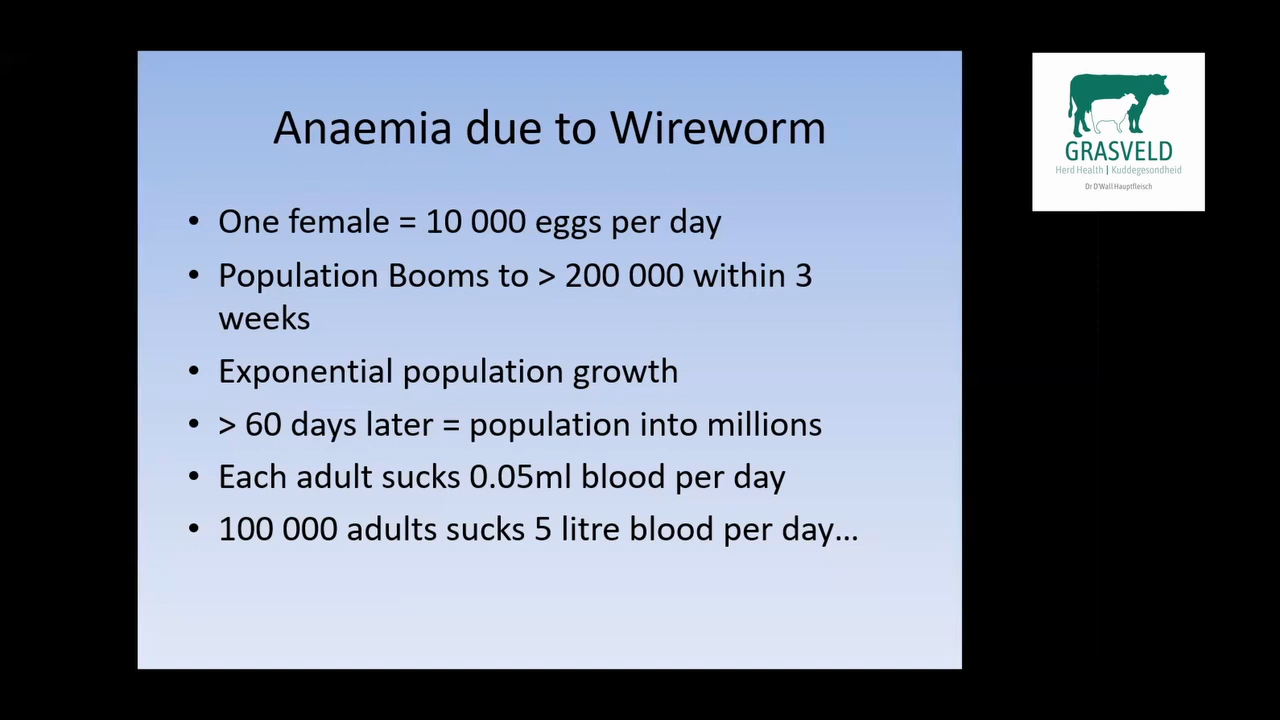 Anaemia due to Wireworm
• One female = 10 000 eggs per day
• Population Booms to > 200 000 within 3
weeks
• Exponential population growth
• > 60 days later = population into millions
• Each adult sucks 0.05ml blood per day
• 100 000 adults sucks 5 litre blood per day...
GRASVELD
Herd Health | Kuddegesondheid
Dr D'Wall Hauptfleisch